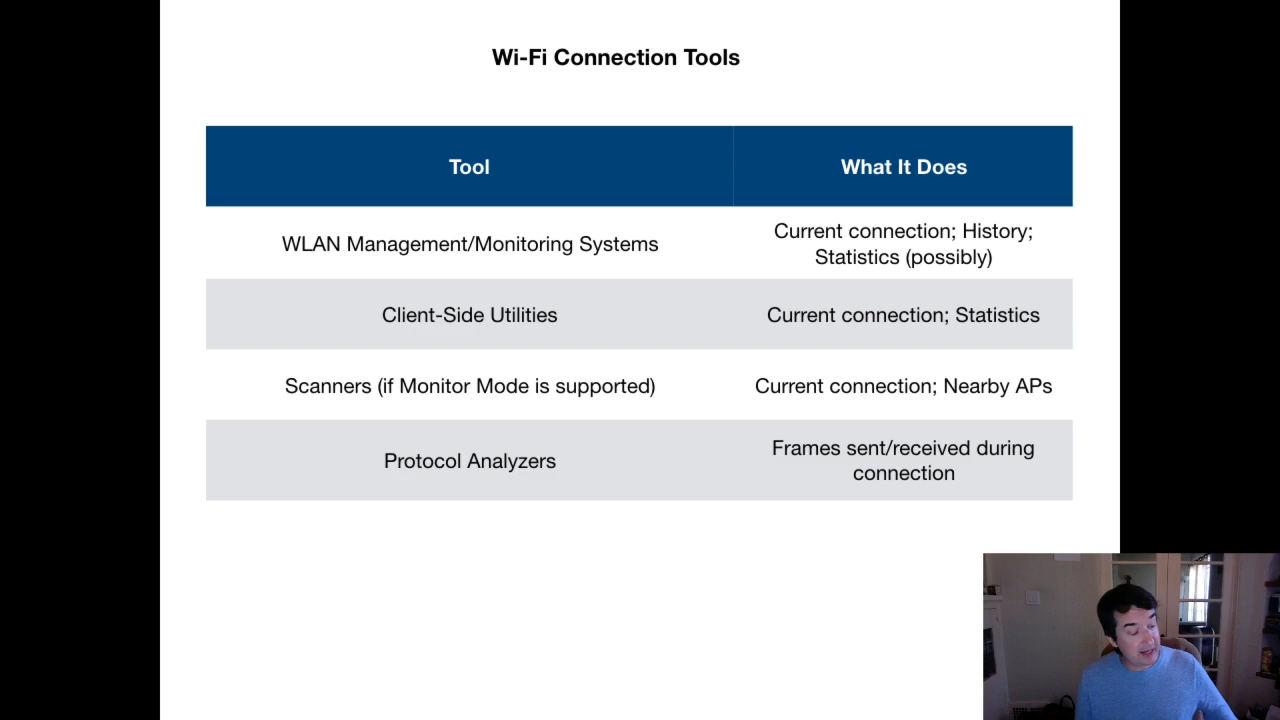 Wi-Fi Connection Tools
Tool
What It Does
WLAN Management/Monitoring Systems
Current connection; History;
Statistics (possibly)
Client-Side Utilities
Current connection; Statistics
Scanners (if Monitor Mode is supported)
Current connection; Nearby APs
Protocol Analyzers
Frames sent/received during
connection